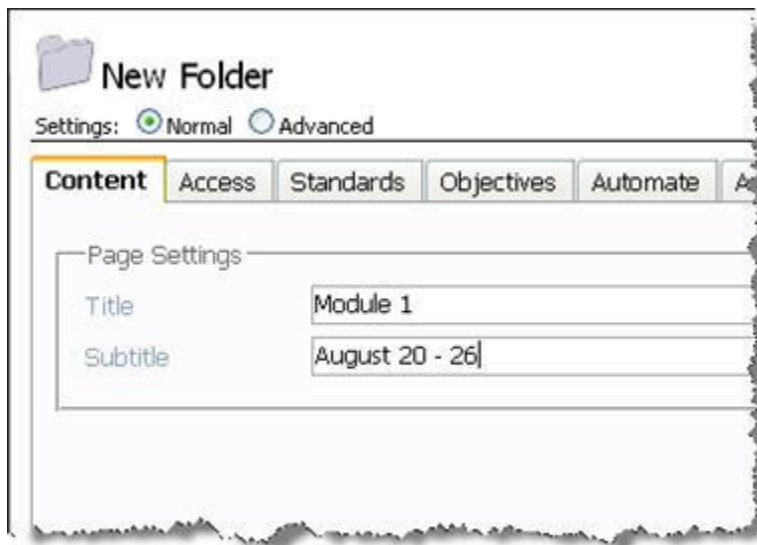 New Folder
Settings: Normal Advanced
Content Access Standards Objectives Automate
Page Settings
Title Module 1
Subtitle August 20 - 26